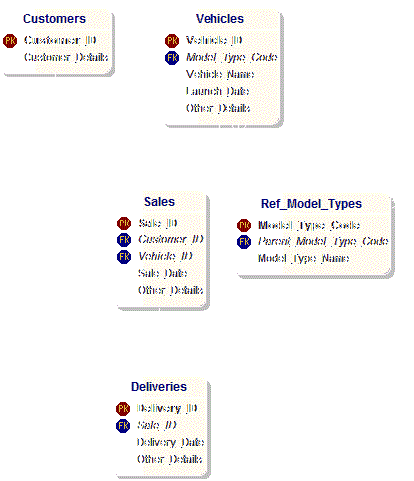 Customers
PK Customer_ID
Customer_Details
Vehicles
PK Vehicle_ID
FK Model_Type_Code
Vehicle_Name
Launch_Date
Other_Details
Sales
PK Sale_ID
FK Customer_ID
FK Vehicle_ID
Sale_Date
Other_Details
Ref_Model_Types
PK Model_Type_Code
FK Parent_Model_Type_Code
Model_Type_Name
Deliveries
PK Delivery_ID
FK Sale_ID
Delivery_Date
Other_Details